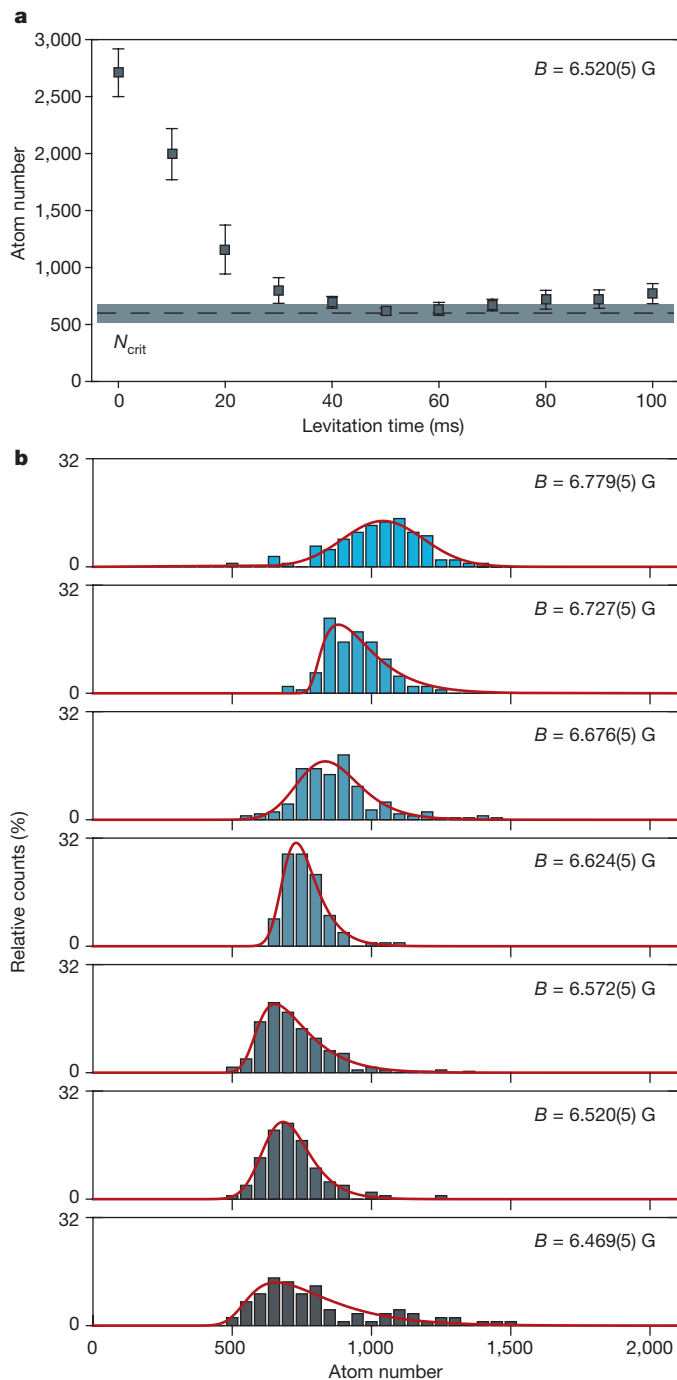 a
B = 6.520(5) G
3,000
2,500
2,000
1,500
1,000
500
0
Atom number
N_crit
0 20 40 60 80 100
Levitation time (ms)
b
32
0
B = 6.779(5) G
32
0
B = 6.727(5) G
32
0
B = 6.676(5) G
32
0
B = 6.624(5) G
32
0
B = 6.572(5) G
32
0
B = 6.520(5) G
32
0
B = 6.469(5) G
Relative counts (%)
0 500 1,000 1,500 2,000
Atom number